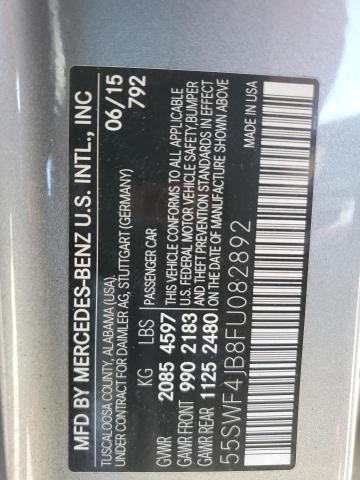 MFD BY MERCEDES-BENZ U.S. INTL., INC
TUSCALOOSA COUNTY, ALABAMA (USA).
UNDER CONTRACT FOR DAIMLER AG, STUTTGART (GERMANY)
06/15
792
KG LBS
GVWR 2085 4597
GAWR FRONT 990 2183
GAWR REAR 1125 2480
PASSENGER CAR
THIS VEHICLE CONFORMS TO ALL APPLICABLE
U.S. FEDERAL MOTOR VEHICLE SAFETY, BUMPER
AND THEFT PREVENTION STANDARDS IN EFFECT
ON THE DATE OF MANUFACTURE SHOWN ABOVE
55SWF4JB8FU082892
MADE IN USA